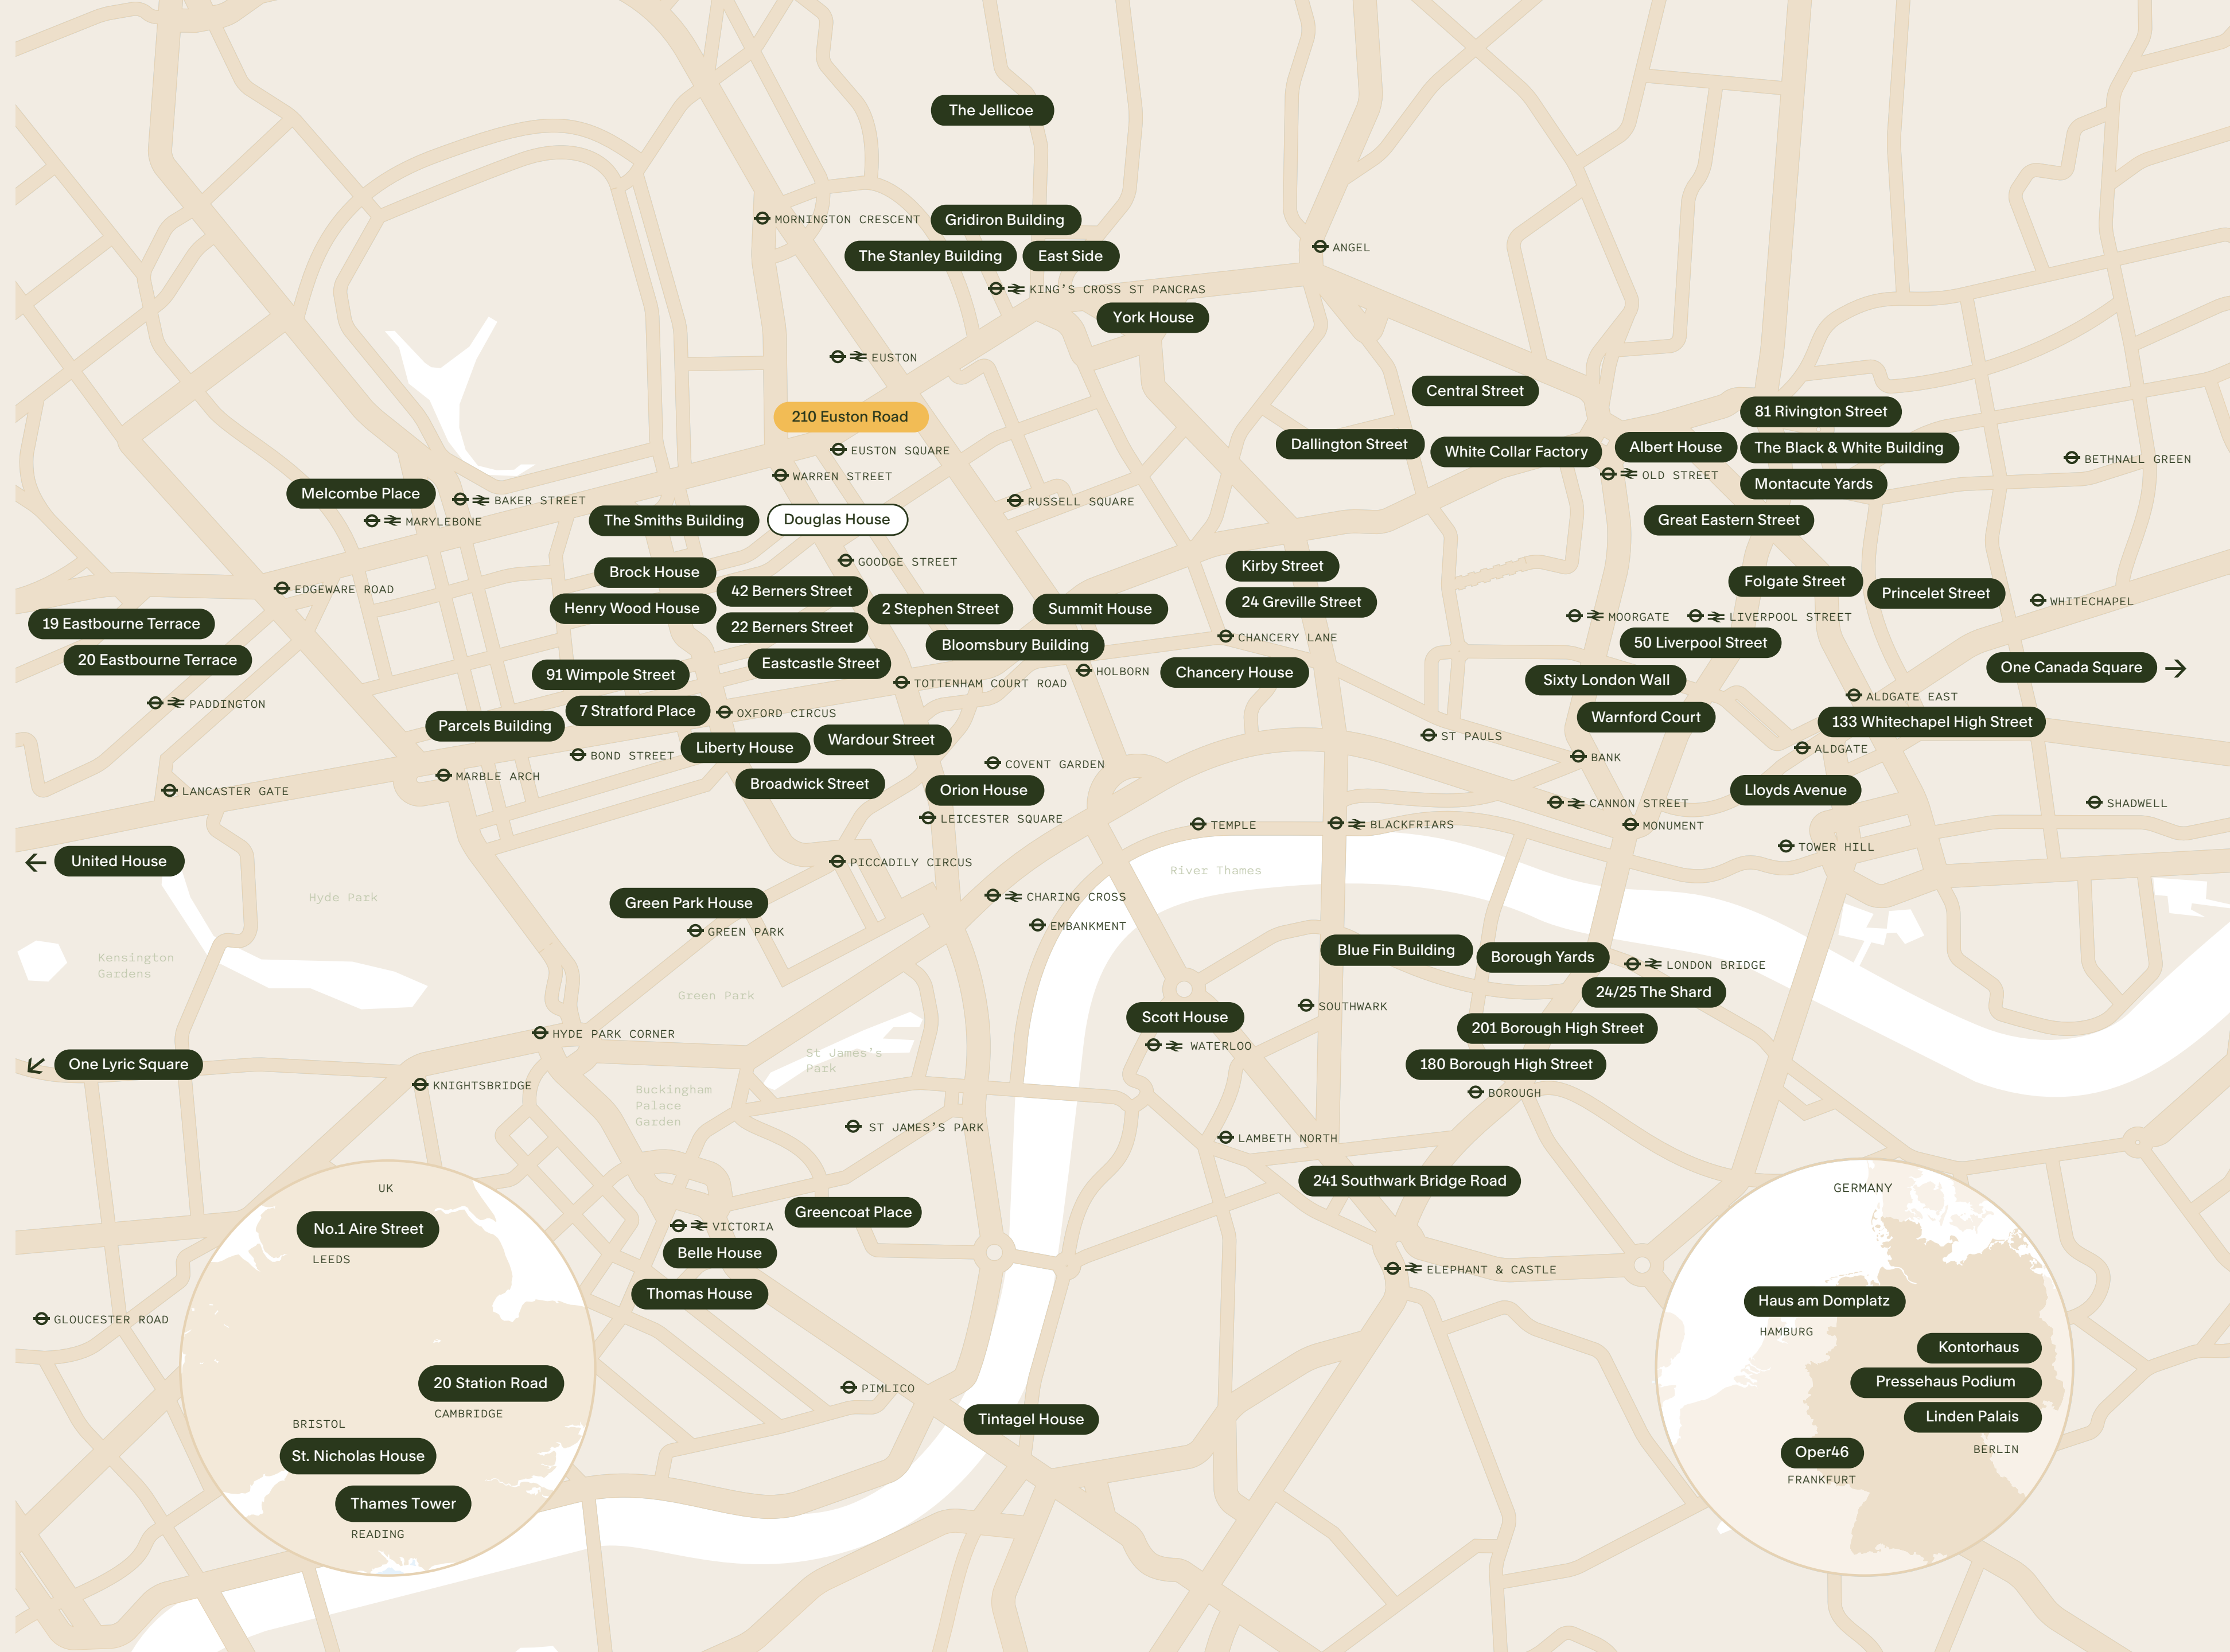 The Jellicoe
MORNINGTON CRESCENT
Gridiron Building
The Stanley Building
East Side
ANGEL
KING'S CROSS ST PANCRAS
York House
EUSTON
Central Street
210 Euston Road
81 Rivington Street
Dallington Street
White Collar Factory
Albert House
The Black & White Building
EUSTON SQUARE
BETHNALL GREEN
WARREN STREET
OLD STREET
Montacute Yards
Melcombe Place
BAKER STREET
RUSSELL SQUARE
MARYLEBONE
The Smiths Building
Douglas House
Great Eastern Street
GOODGE STREET
Kirby Street
Brock House
Folgate Street
EDGEWARE ROAD
42 Berners Street
Princelet Street
WHITECHAPEL
Henry Wood House
2 Stephen Street
Summit House
24 Greville Street
19 Eastbourne Terrace
22 Berners Street
MOORGATE
LIVERPOOL STREET
CHANCERY LANE
Bloomsbury Building
50 Liverpool Street
20 Eastbourne Terrace
Eastcastle Street
One Canada Square
91 Wimpole Street
HOLBORN
Chancery House
TOTTENHAM COURT ROAD
Sixty London Wall
ALDGATE EAST
PADDINGTON
7 Stratford Place
OXFORD CIRCUS
Warnford Court
133 Whitechapel High Street
Parcels Building
Wardour Street
ST PAULS
Liberty House
ALDGATE
BOND STREET
BANK
COVENT GARDEN
MARBLE ARCH
Broadwick Street
LANCASTER GATE
Orion House
Lloyds Avenue
CANNON STREET
SHADWELL
LEICESTER SQUARE
TEMPLE
BLACKFRIARS
MONUMENT
TOWER HILL
United House
PICCADILY CIRCUS
River Thames
Hyde Park
CHARING CROSS
Green Park House
EMBANKMENT
GREEN PARK
Blue Fin Building
Borough Yards
Kensington
Gardens
LONDON BRIDGE
Green Park
24/25 The Shard
SOUTHWARK
Scott House
201 Borough High Street
HYDE PARK CORNER
WATERLOO
St James's
Park
One Lyric Square
180 Borough High Street
KNIGHTSBRIDGE
Buckingham
Palace
Garden
BOROUGH
ST JAMES'S PARK
LAMBETH NORTH
241 Southwark Bridge Road
UK
GERMANY
Greencoat Place
No.1 Aire Street
LEEDS
VICTORIA
Belle House
ELEPHANT & CASTLE
Thomas House
Haus am Domplatz
HAMBURG
GLOUCESTER ROAD
Kontorhaus
Pressehaus Podium
20 Station Road
CAMBRIDGE
PIMLICO
Tintagel House
Linden Palais
BERLIN
BRISTOL
St. Nicholas House
Oper46
FRANKFURT
Thames Tower
READING